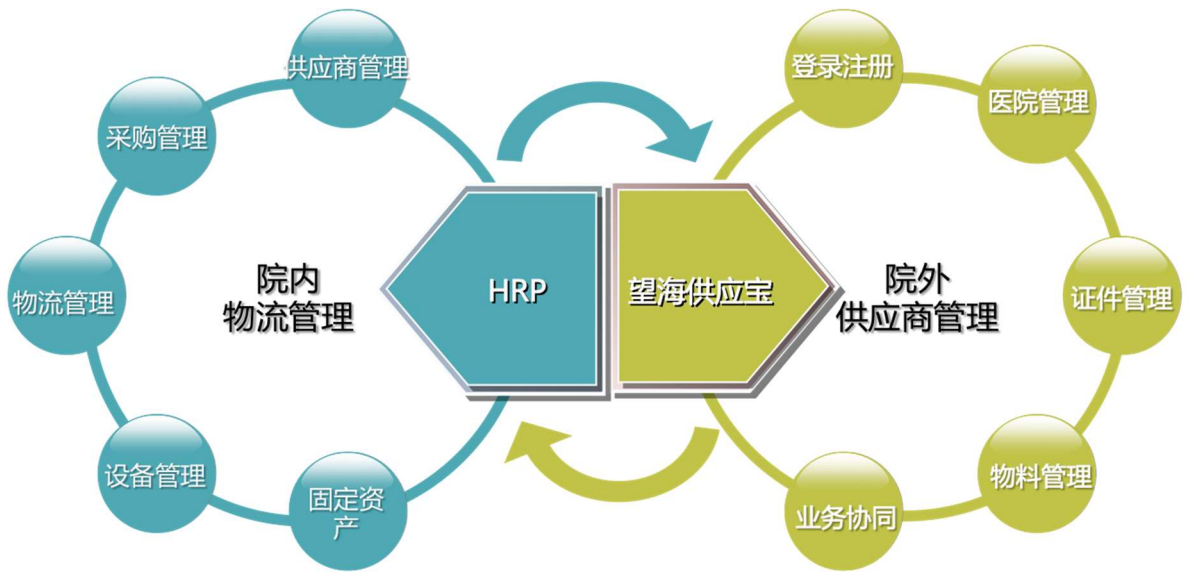 供应商管理
采购管理
物流管理
设备管理
固定资
产
院内
物流管理
HRP
望海供应宝
院外
供应商管理
登录注册
医院管理
证件管理
物料管理
业务协同